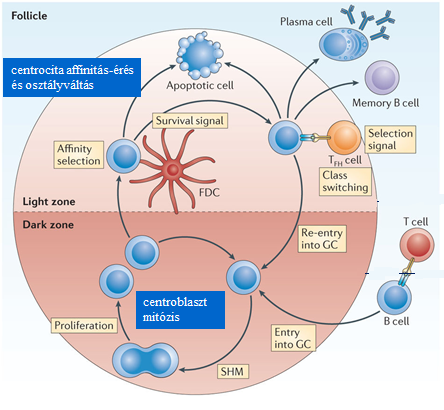 Follicle
Plasma cell
centrocita affinitás-érés
és osztályváltás
Apoptotic cell
Memory B cell
Survival signal
Affinity
selection
Selection
signal
TFH cell
Class
switching
FDC
Light zone
Dark zone
Re-entry
into GC
T cell
centroblaszt
mitózis
B cell
Proliferation
Entry
into GC
SHM